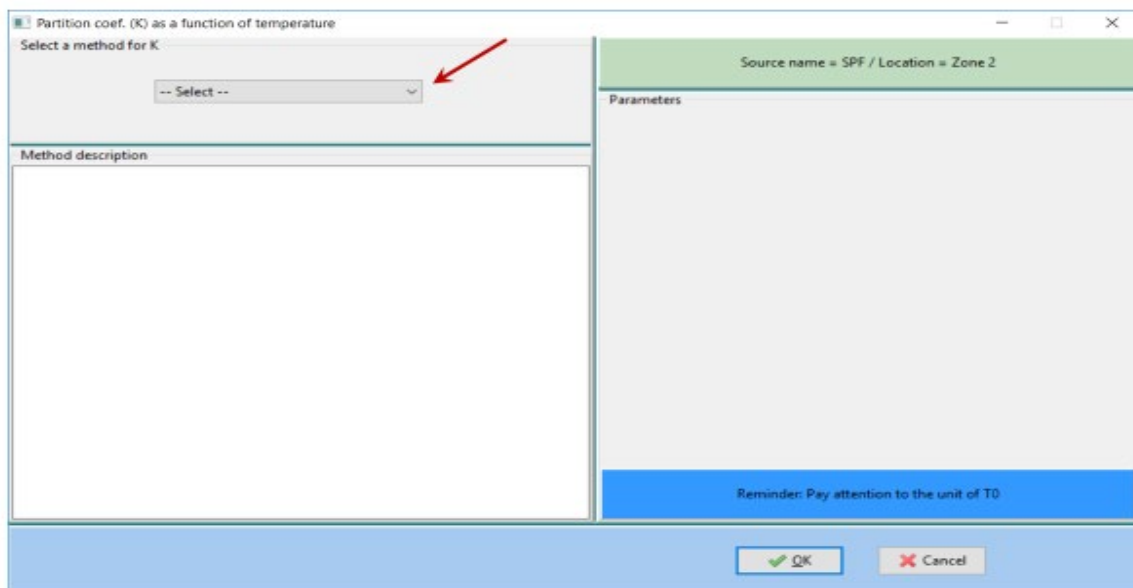 Partition coef. (K) as a function of temperature
Select a method for K
-- Select --
Method description
Source name = SPF / Location = Zone 2
Parameters
Reminder: Pay attention to the unit of T0
OK
Cancel